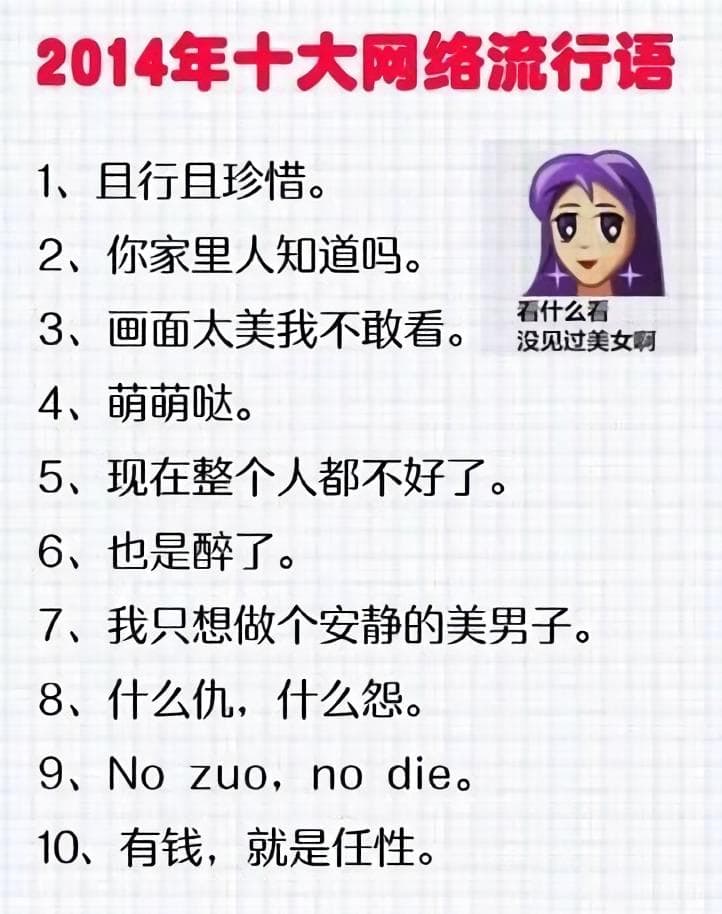 2014年十大网络流行语
1、且行且珍惜。
2、你家里人知道吗。
3、画面太美我不敢看。
看什么看
没见过美女啊
4、萌萌哒。
5、现在整个人都不好了。
6、也是醉了。
7、我只想做个安静的美男子。
8、什么仇，什么怨。
9、No zuo，no die。
10、有钱，就是任性。